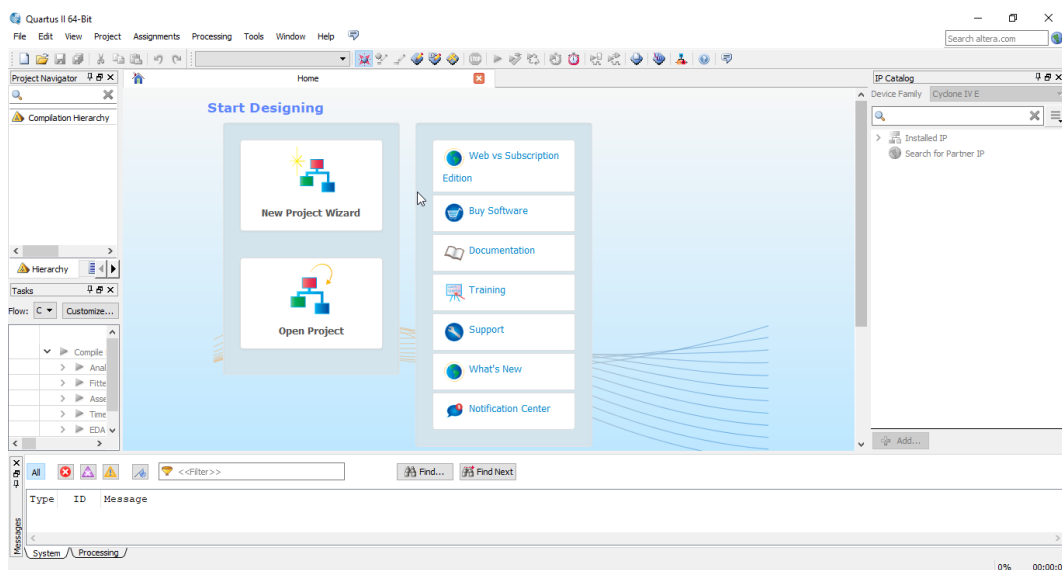 Quartus II 64-Bit
File Edit View Project Assignments Processing Tools Window Help
Search altera.com
Project Navigator
Home
IP Catalog
Device Family Cyclone IV E
Compilation Hierarchy
Start Designing
Installed IP
Search for Partner IP
New Project Wizard
Open Project
Web vs Subscription
Edition
Buy Software
Documentation
Training
Support
What's New
Notification Center
Hierarchy
Tasks
Flow: C Customize...
Compile
Anal
Fitte
Asse
Time
EDA
Add...
All <<Filter>> Find... Find Next
Type ID Message
Messages
System Processing
0% 00:00:0